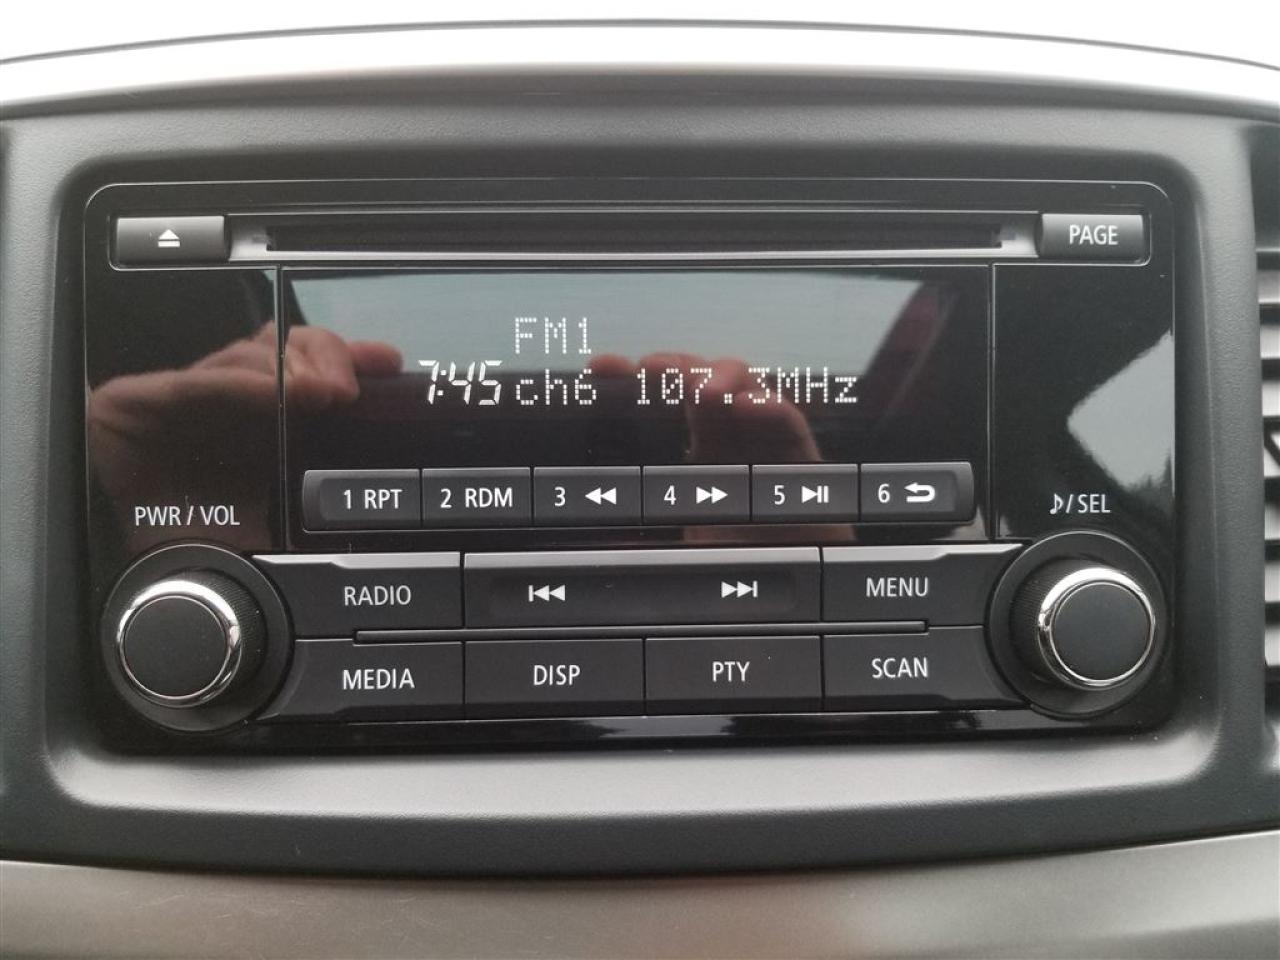 PAGE
FM1
7:45 ch6 107.3MHz
1 RPT 2 RDM 3 4 5 6
PWR / VOL
/ SEL
RADIO
MENU
MEDIA DISP PTY SCAN